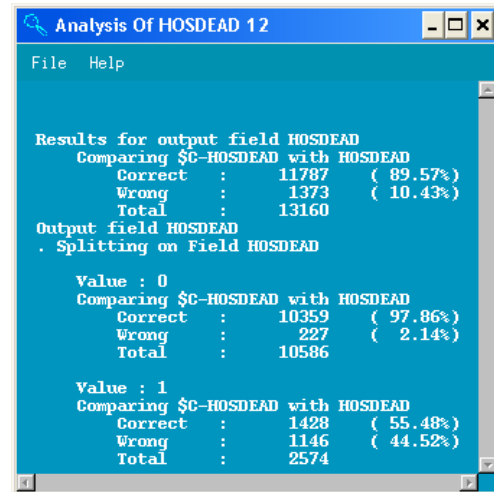 Analysis Of HOSDEAD 12
File Help
Results for output field HOSDEAD
Comparing $C-HOSDEAD with HOSDEAD
Correct : 11787 ( 89.57%)
Wrong : 1373 ( 10.43%)
Total : 13160
Output field HOSDEAD
. Splitting on Field HOSDEAD
Value : 0
Comparing $C-HOSDEAD with HOSDEAD
Correct : 10359 ( 97.86%)
Wrong : 227 ( 2.14%)
Total : 10586
Value : 1
Comparing $C-HOSDEAD with HOSDEAD
Correct : 1428 ( 55.48%)
Wrong : 1146 ( 44.52%)
Total : 2574